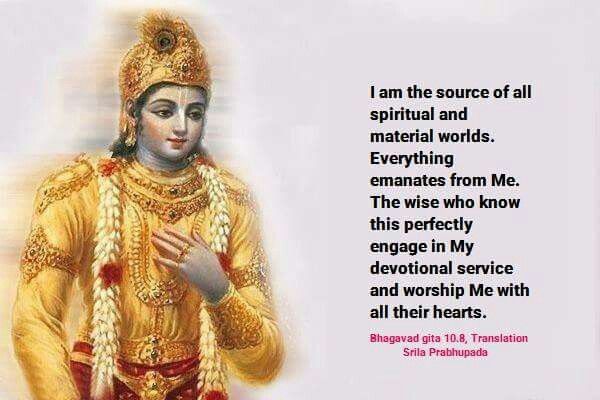 I am the source of all
spiritual and
material worlds.
Everything
emanates from Me.
The wise who know
this perfectly
engage in My
devotional service
and worship Me with
all their hearts.
Bhagavad gita 10.8, Translation
Srila Prabhupada